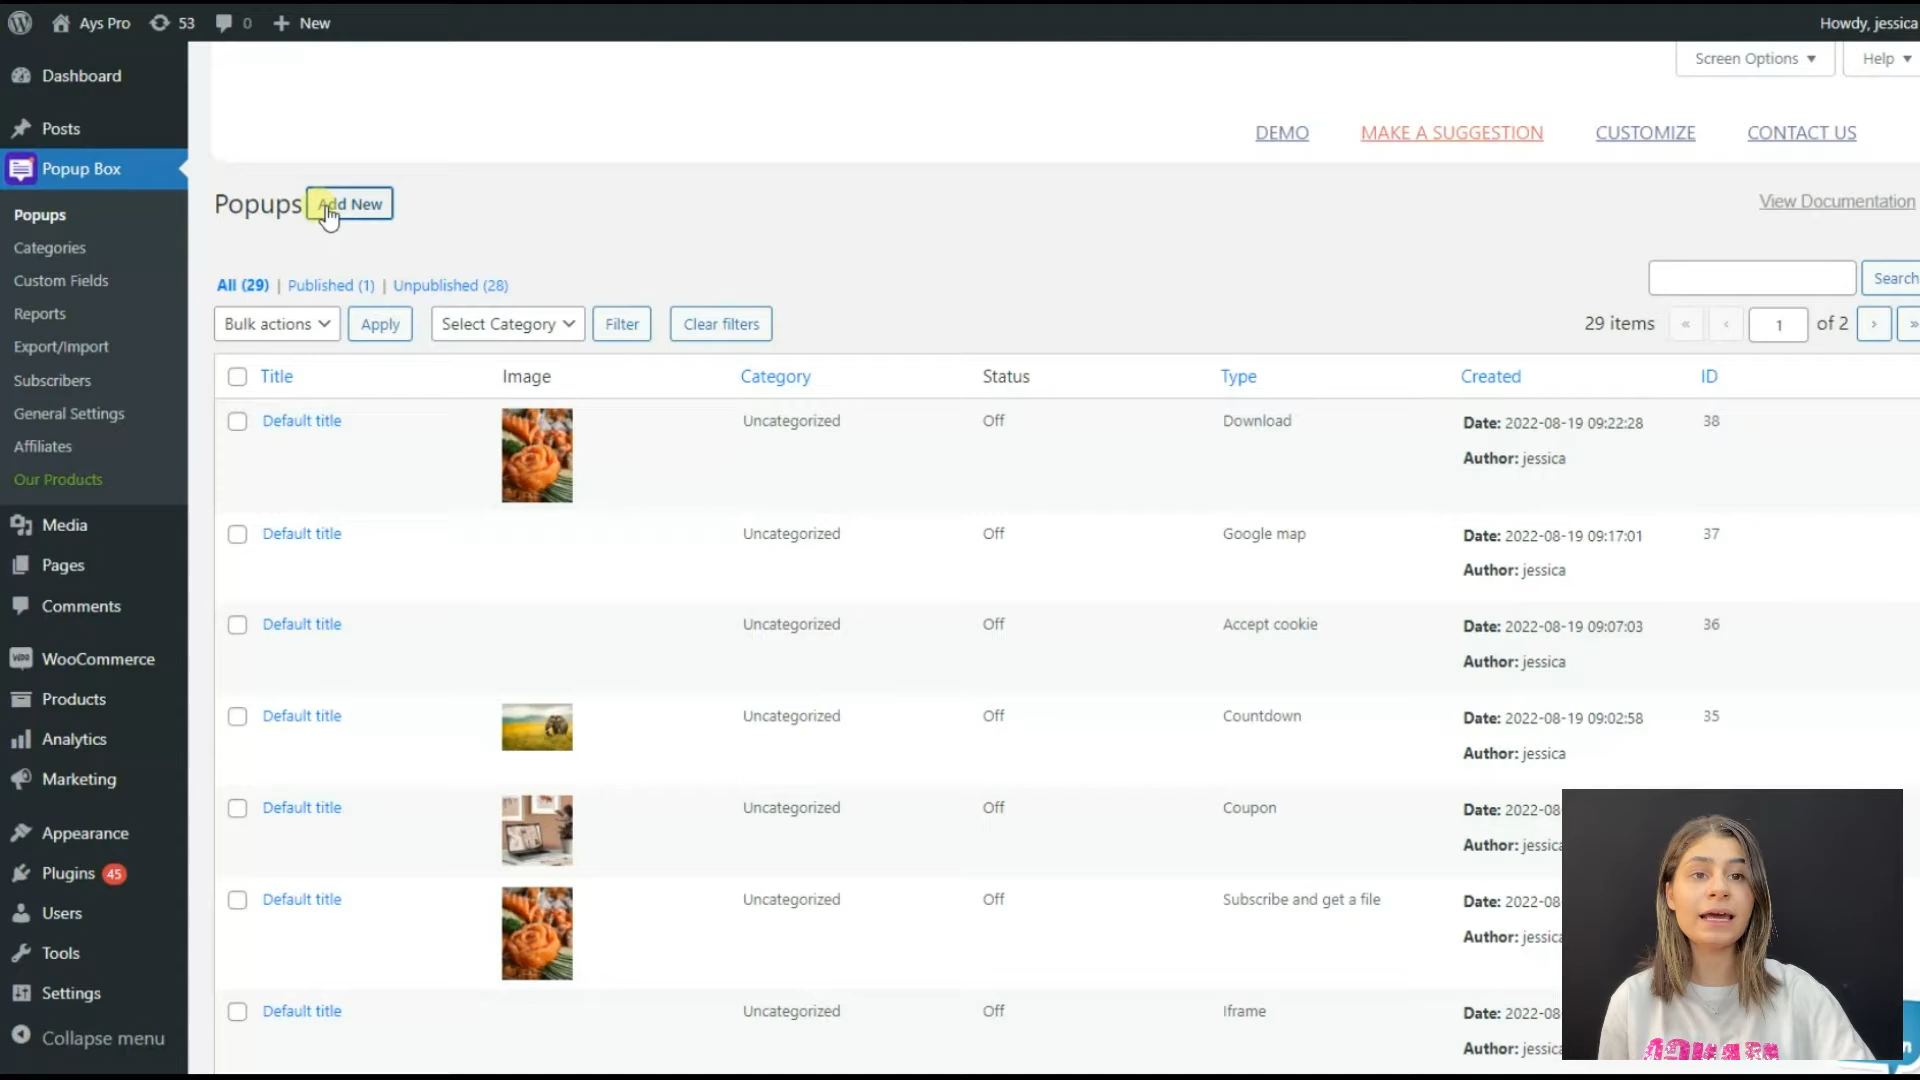 Ays Pro 53 0 + New Howdy, jessica
Screen Options ▼ Help ▼
DEMO MAKE A SUGGESTION CUSTOMIZE CONTACT US
Dashboard
Posts
Popup Box
Popups
Categories
Custom Fields
Reports
Export/Import
Subscribers
General Settings
Affiliates
Our Products
Media
Pages
Comments
WooCommerce
Products
Analytics
Marketing
Appearance
Plugins 45
Users
Tools
Settings
Collapse menu
Popups Add New View Documentation
All (29) | Published (1) | Unpublished (28)
Search
Bulk actions Apply Select Category Filter Clear filters 29 items « ‹ 1 of 2 › »
Title Image Category Status Type Created ID
Default title Uncategorized Off Download Date: 2022-08-19 09:22:28 38
Author: jessica
Default title Uncategorized Off Google map Date: 2022-08-19 09:17:01 37
Author: jessica
Default title Uncategorized Off Accept cookie Date: 2022-08-19 09:07:03 36
Author: jessica
Default title Uncategorized Off Countdown Date: 2022-08-19 09:02:58 35
Author: jessica
Default title Uncategorized Off Coupon Date: 2022-08
Author: jessica
Default title Uncategorized Off Subscribe and get a file Date: 2022-08
Author: jessica
Default title Uncategorized Off Iframe Date: 2022-08
Author: jessica